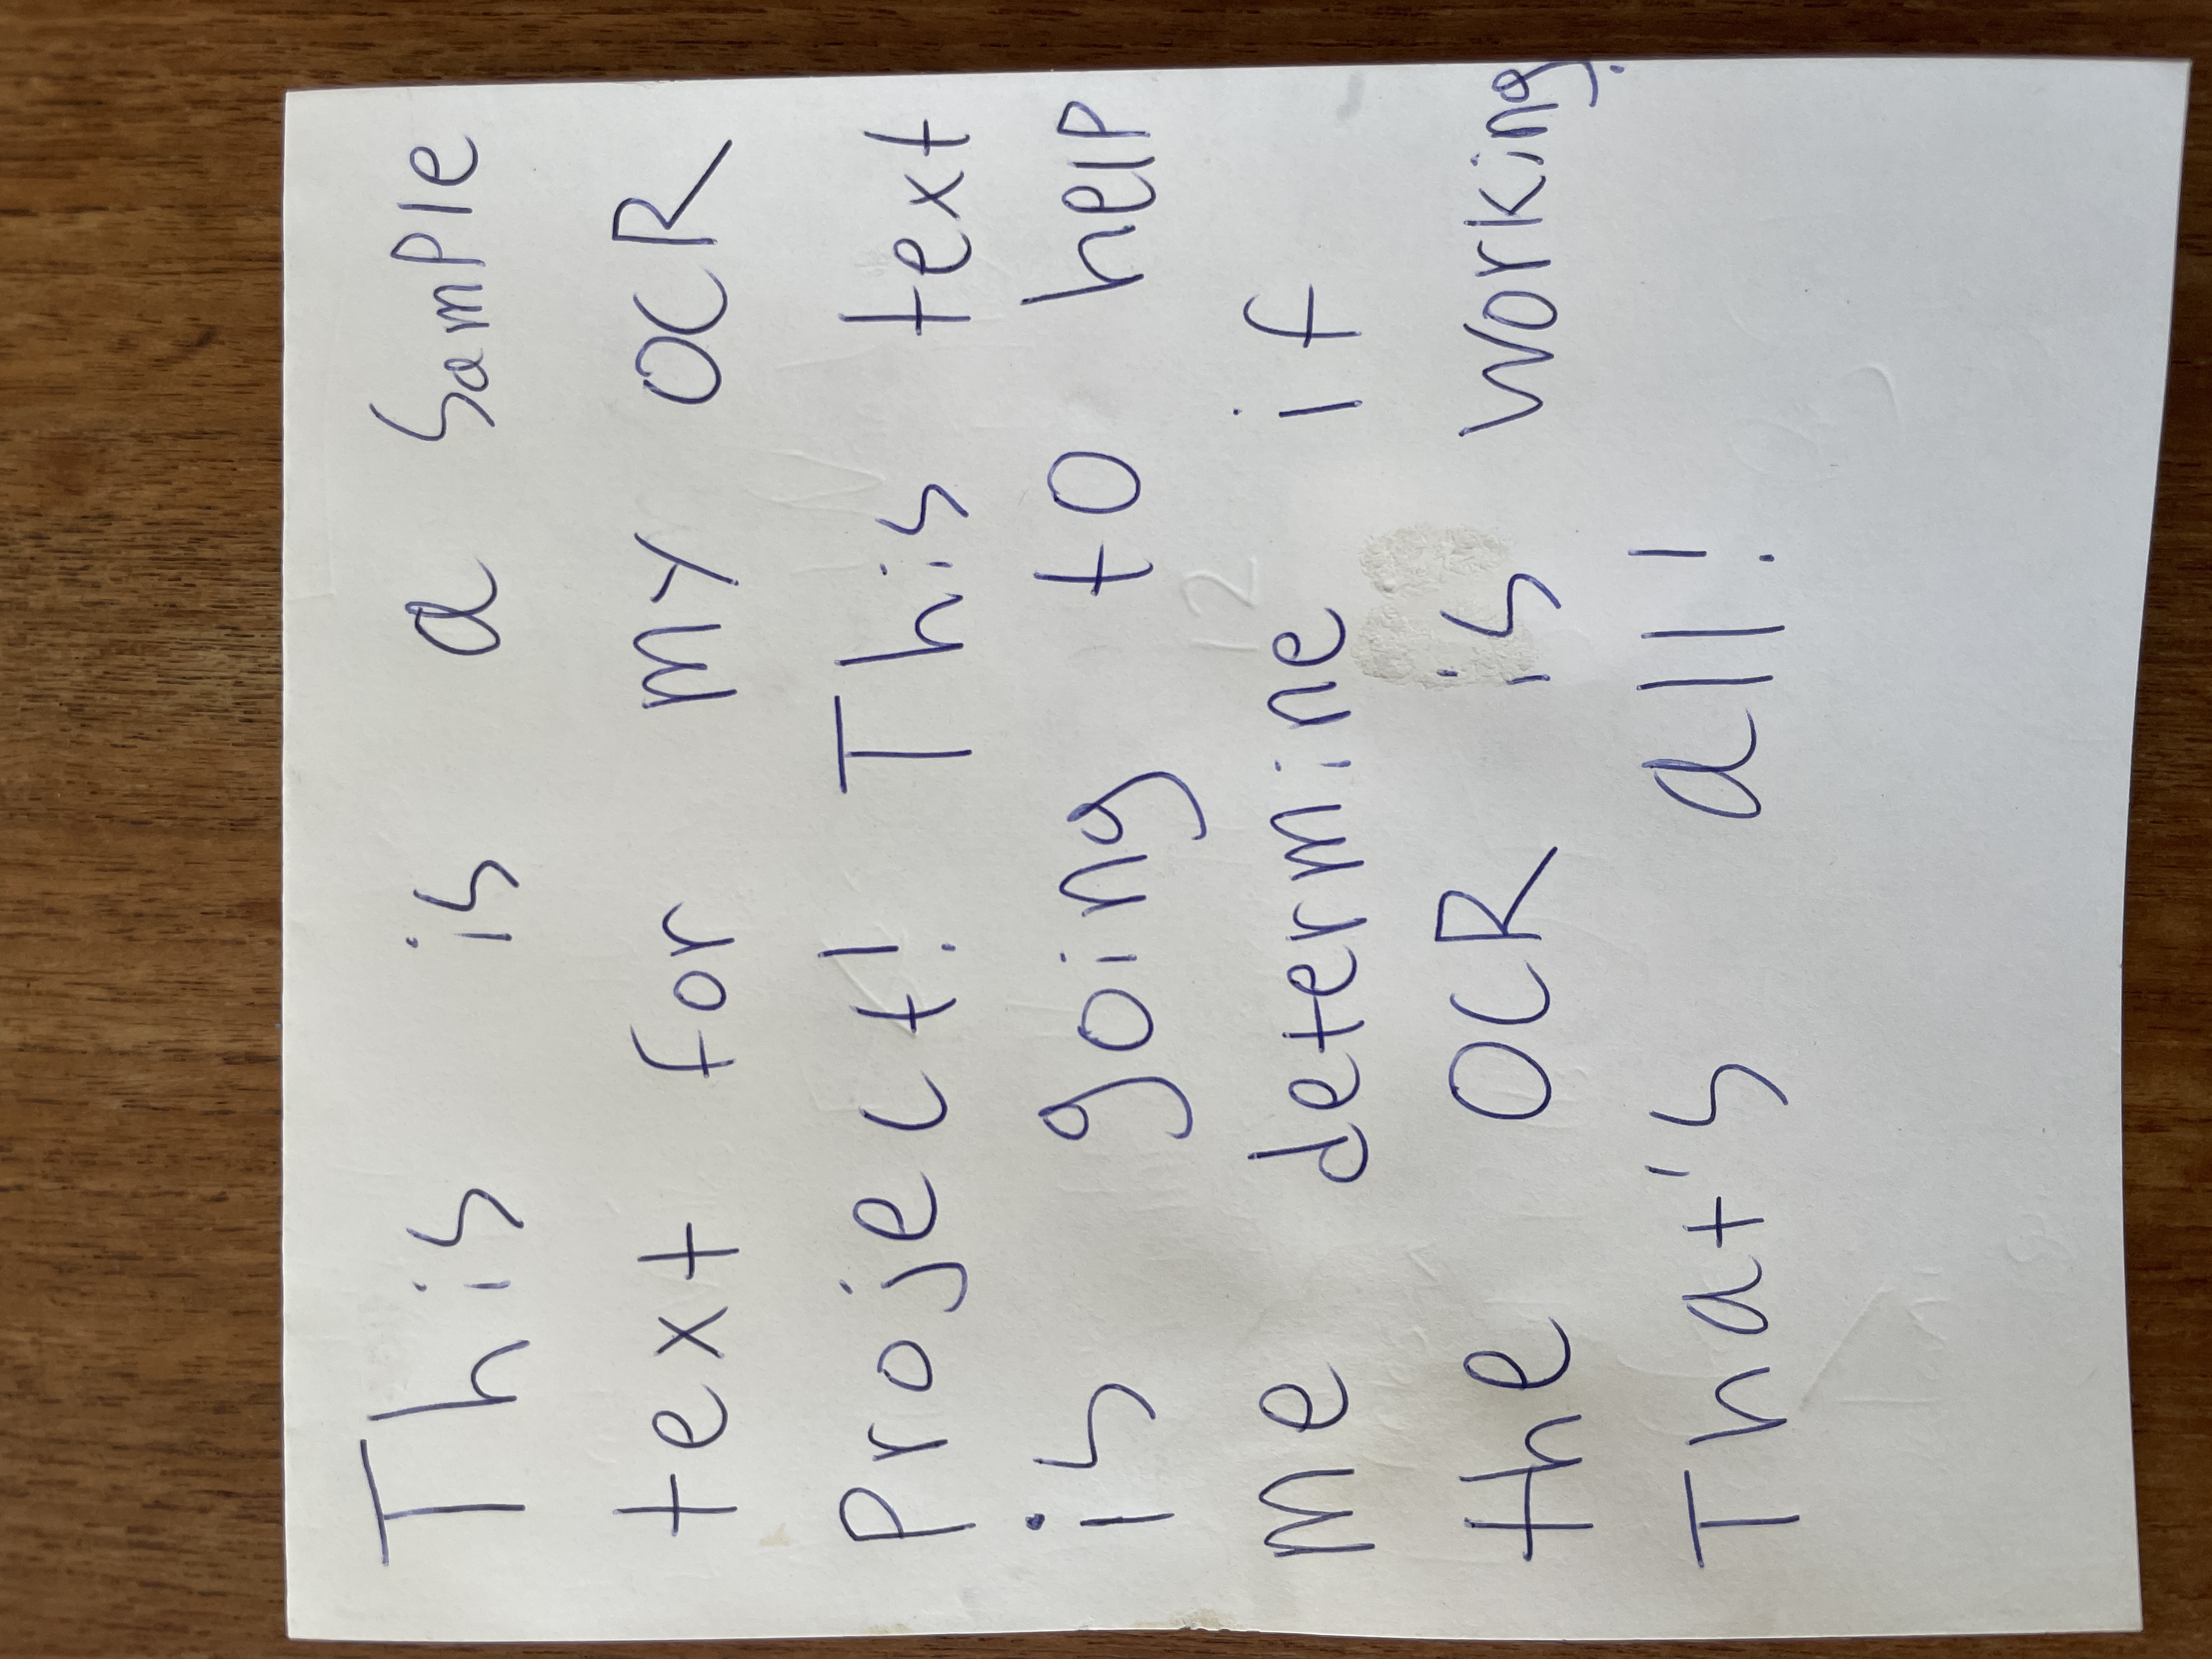 This is a sample
text for my OCR
Project! This text
is going to help
me determine if
the OCR is working.
That's all!